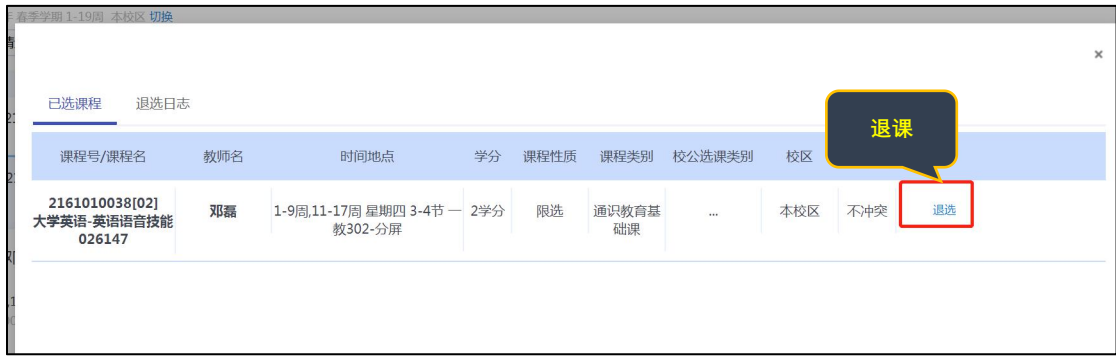 春季学期 1-19周 本校区 切换
×
已选课程 退选日志
退课
课程号/课程名 教师名 时间地点 学分 课程性质 课程类别 校公选课类别 校区
2161010038[02]
大学英语-英语语音技能
026147
邓磊
1-9周,11-17周 星期四 3-4节 一
教302-分屏
2学分
限选
通识教育基
础课
...
本校区
不冲突
退选